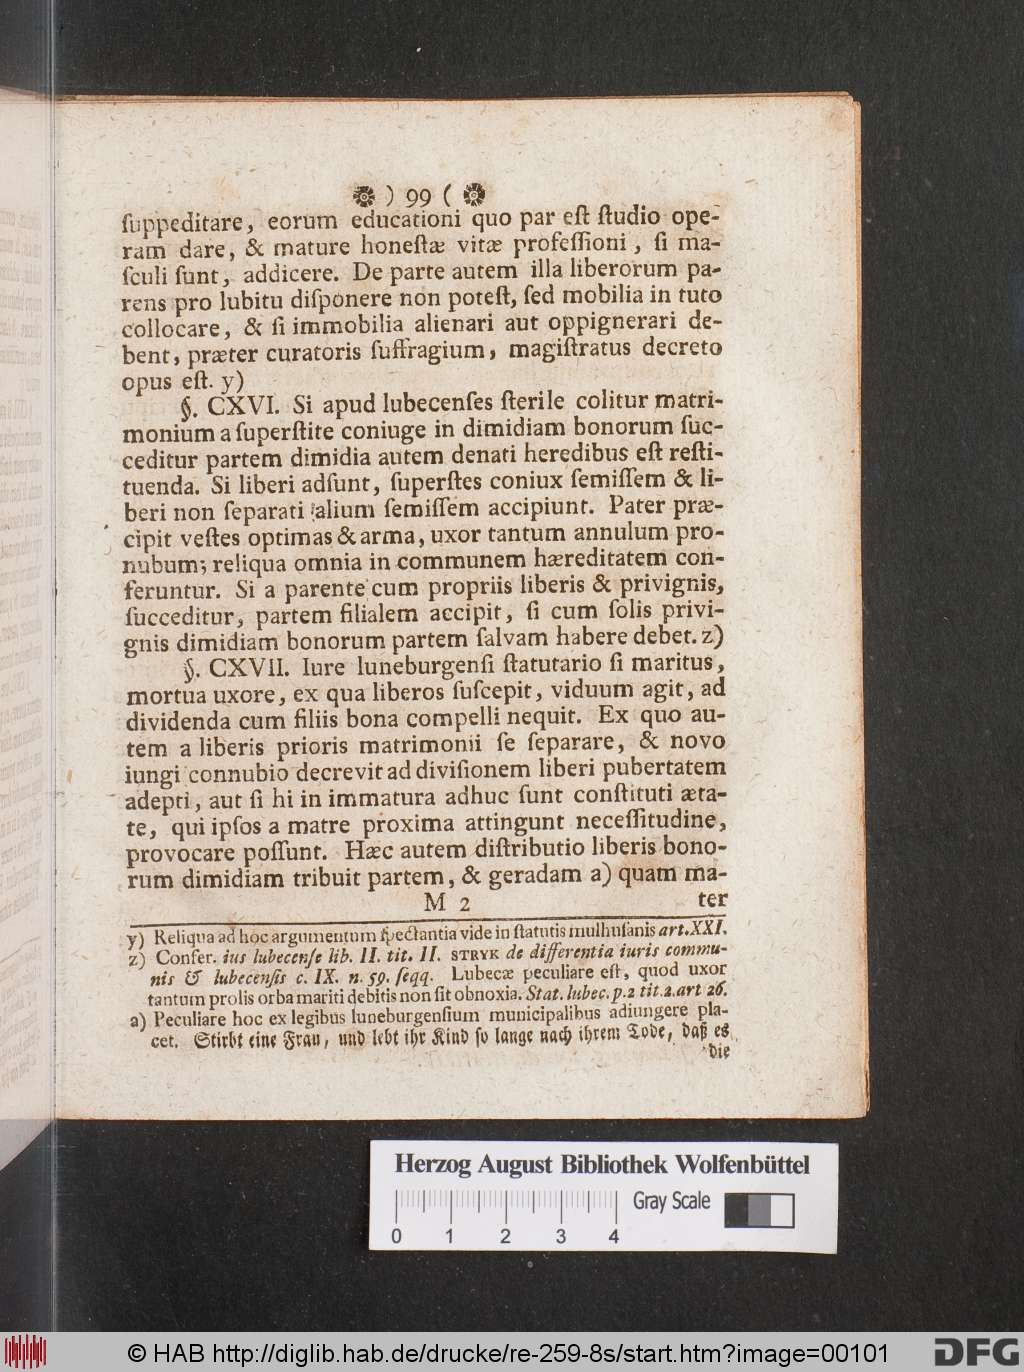 ) 99 (
ſuppeditare, eorum educationi quo par eſt ſtudio ope-
ram dare, & mature honeſtæ vitæ profeſſioni, ſi ma-
ſculi ſunt, addicere. De parte autem illa liberorum pa-
rens pro lubitu diſponere non poteſt, ſed mobilia in tuto
collocare, & ſi immobilia alienari aut oppignerari de-
bent, præter curatoris ſuffragium, magiſtratus decreto
opus eſt. y)
§. CXVI. Si apud lubecenſes ſterile colitur matri-
monium a ſuperſtite coniuge in dimidiam bonorum ſuc-
ceditur partem dimidia autem denati heredibus eſt reſti-
tuenda. Si liberi adſunt, ſuperſtes coniux ſemiſſem & li-
beri non ſeparati alium ſemiſſem accipiunt. Pater præ-
cipit veſtes optimas & arma, uxor tantum annulum pro-
nubum; reliqua omnia in communem hæreditatem con-
feruntur. Si a parente cum propriis liberis & privignis,
ſucceditur, partem filialem accipit, ſi cum ſolis privi-
gnis dimidiam bonorum partem ſalvam habere debet. z)
§. CXVII. Iure luneburgenſi ſtatutario ſi maritus,
mortua uxore, ex qua liberos ſuſcepit, viduum agit, ad
dividenda cum filiis bona compelli nequit. Ex quo au-
tem a liberis prioris matrimonii ſe ſeparare, & novo
iungi connubio decrevit ad diviſionem liberi pubertatem
adepti, aut ſi hi in immatura adhuc ſunt conſtituti æta-
te, qui ipſos a matre proxima attingunt neceſſitudine,
provocare poſſunt. Hæc autem diſtributio liberis bono-
rum dimidiam tribuit partem, & geradam a) quam ma-
M 2 ter
y) Reliqua ad hoc argumentum ſpectantia vide in ſtatutis mulhuſanis art. XXI.
z) Confer. ius lubecenſe lib. II. tit. II. STRYK de differentia iuris commu-
nis & lubecenſis c. IX. n. 59. ſeqq. Lubecæ peculiare eſt, quod uxor
tantum prolis orba mariti debitis non ſit obnoxia. Stat. lubec. p. 2 tit. 2. art 26.
a) Peculiare hoc ex legibus luneburgenſium municipalibus adiungere pla-
cet. Stirbt eine Frau, und lebt ihr Kind ſo lange nach ihrem Tode, daß es
die
Herzog August Bibliothek Wolfenbüttel
Gray Scale
0 1 2 3 4
© HAB http://diglib.hab.de/drucke/re-259-8s/start.htm?image=00101
DFG